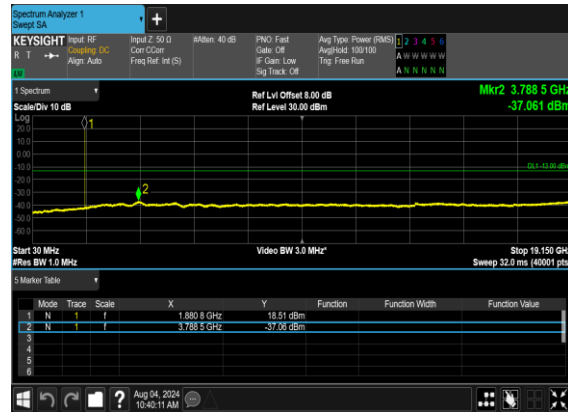 Spectrum Analyzer 1
Swept SA
+
KEYSIGHT Input: RF Input Z: 50 Ω #Atten: 40 dB PNO: Fast Avg Type: Power (RMS) 1 2 3 4 5 6
R T Coupling: DC Corr CCorr Gate: Off Avg|Hold: 100/100 A W W W W W
Align: Auto Freq Ref: Int (S) IF Gain: Low Trig: Free Run
LW Sig Track: Off A N N N N N
1 Spectrum Ref Lvl Offset 8.00 dB Mkr2 3.788 5 GHz
Scale/Div 10 dB Ref Level 30.00 dBm -37.061 dBm
Log
20.0
10.0
0.00
-10.0
-20.0
-30.0
-40.0
-50.0
-60.0
1
DL1 -13.00 dBm
2
Start 30 MHz Video BW 3.0 MHz* Stop 19.150 GHz
#Res BW 1.0 MHz Sweep 32.0 ms (40001 pts)
5 Marker Table
Mode Trace Scale X Y Function Function Width Function Value
1 N 1 f 1.880 8 GHz 18.51 dBm
2 N 1 f 3.788 5 GHz -37.06 dBm
3
4
5
6
? Aug 04, 2024
10:40:11 AM